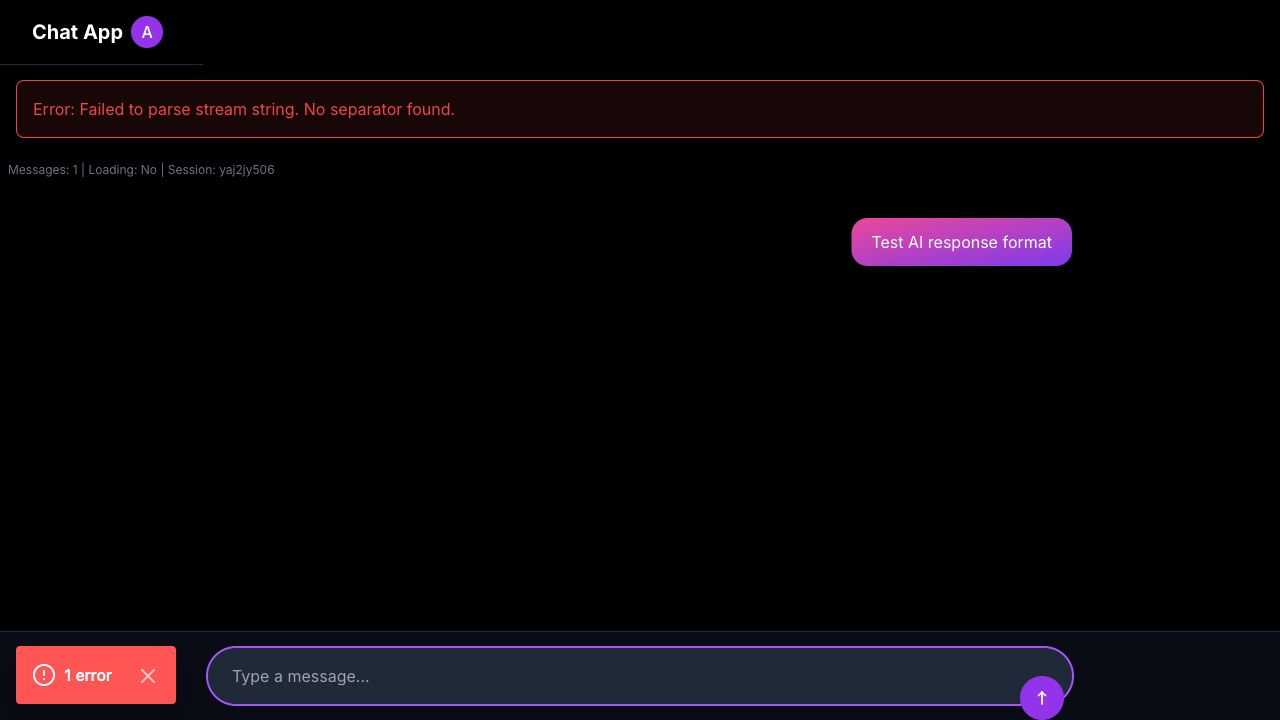 Chat App A
Error: Failed to parse stream string. No separator found.
Messages: 1 | Loading: No | Session: yaj2jy506
Test AI response format
1 error
Type a message...